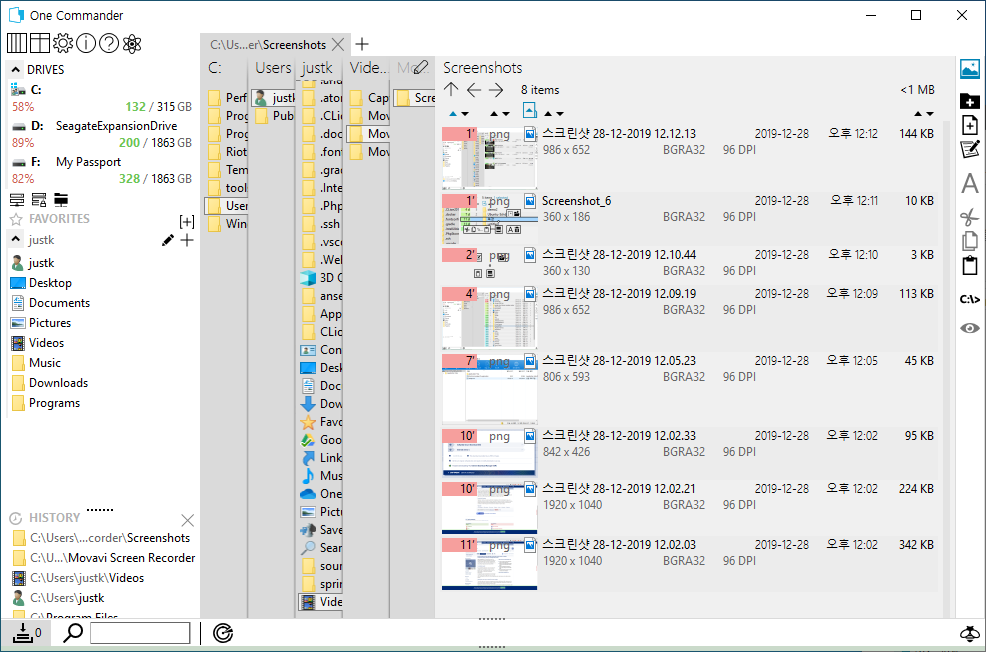 One Commander
DRIVES
C:
58% 132 / 315 GB
D: SeagateExpansionDrive
89% 200 / 1863 GB
F: My Passport
82% 328 / 1863 GB
FAVORITES
[+]
justk
justk
Desktop
Documents
Pictures
Videos
Music
Downloads
Programs
HISTORY
C:\Users\...corder\Screenshots
C:\U...\Movavi Screen Recorder
C:\Users\justk\Videos
C:\Users\justk
C:\Program Files
0
C:\Us...er\Screenshots
C:
Perf
Prog
Prog
Riot
Tem
tools
User
Win
Users
justk
Pub
justk
.ator
.CLio
.doc
.font
.grad
.Inte
.Php
.ssh
.vsco
.Web
3D O
anse
App
CLio
Con
Desk
Docu
Dow
Favo
Goo
Link
Mus
One
Pictu
Save
Sear
sour
sprin
Vide
Vide...
Cap
Mov
Mov
Mov
Mo...
Scre
Screenshots
8 items <1 MB
1' png 스크린샷 28-12-2019 12.12.13 2019-12-28 오후 12:12 144 KB
986 x 652 BGRA32 96 DPI
1' png Screenshot_6 2019-12-28 오후 12:11 10 KB
360 x 186 BGRA32 96 DPI
2' png 스크린샷 28-12-2019 12.10.44 2019-12-28 오후 12:10 3 KB
360 x 130 BGRA32 96 DPI
4' png 스크린샷 28-12-2019 12.09.19 2019-12-28 오후 12:09 113 KB
986 x 652 BGRA32 96 DPI
7' png 스크린샷 28-12-2019 12.05.23 2019-12-28 오후 12:05 45 KB
806 x 593 BGRA32 96 DPI
10' png 스크린샷 28-12-2019 12.02.33 2019-12-28 오후 12:02 95 KB
842 x 426 BGRA32 96 DPI
10' png 스크린샷 28-12-2019 12.02.21 2019-12-28 오후 12:02 224 KB
1920 x 1040 BGRA32 96 DPI
11' png 스크린샷 28-12-2019 12.02.03 2019-12-28 오후 12:02 342 KB
1920 x 1040 BGRA32 96 DPI
A
C:\>